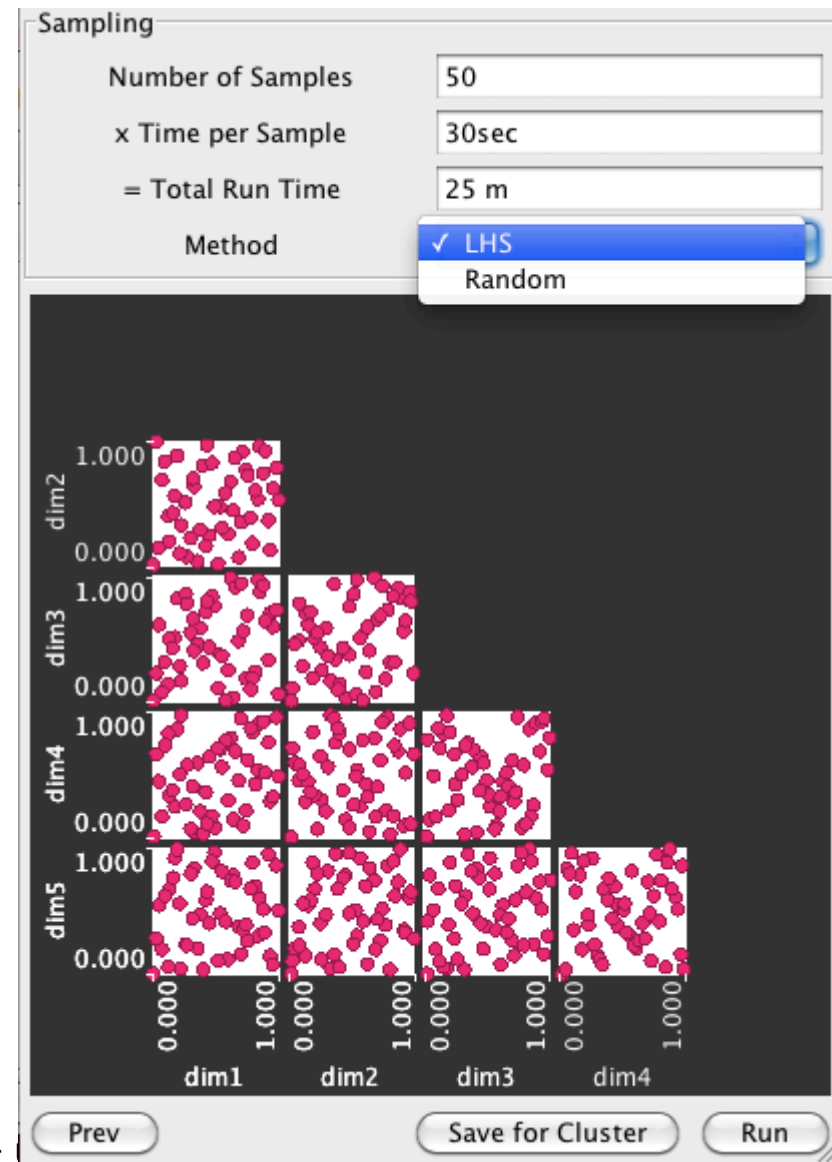 Sampling
Number of Samples 50
x Time per Sample 30sec
= Total Run Time 25 m
Method ✓ LHS
Random
dim2 1.000
0.000
dim3 1.000
0.000
dim4 1.000
0.000
dim5 1.000
0.000
0.000 1.000 0.000 1.000 0.000 1.000 0.000 1.000
dim1 dim2 dim3 dim4
Prev Save for Cluster Run